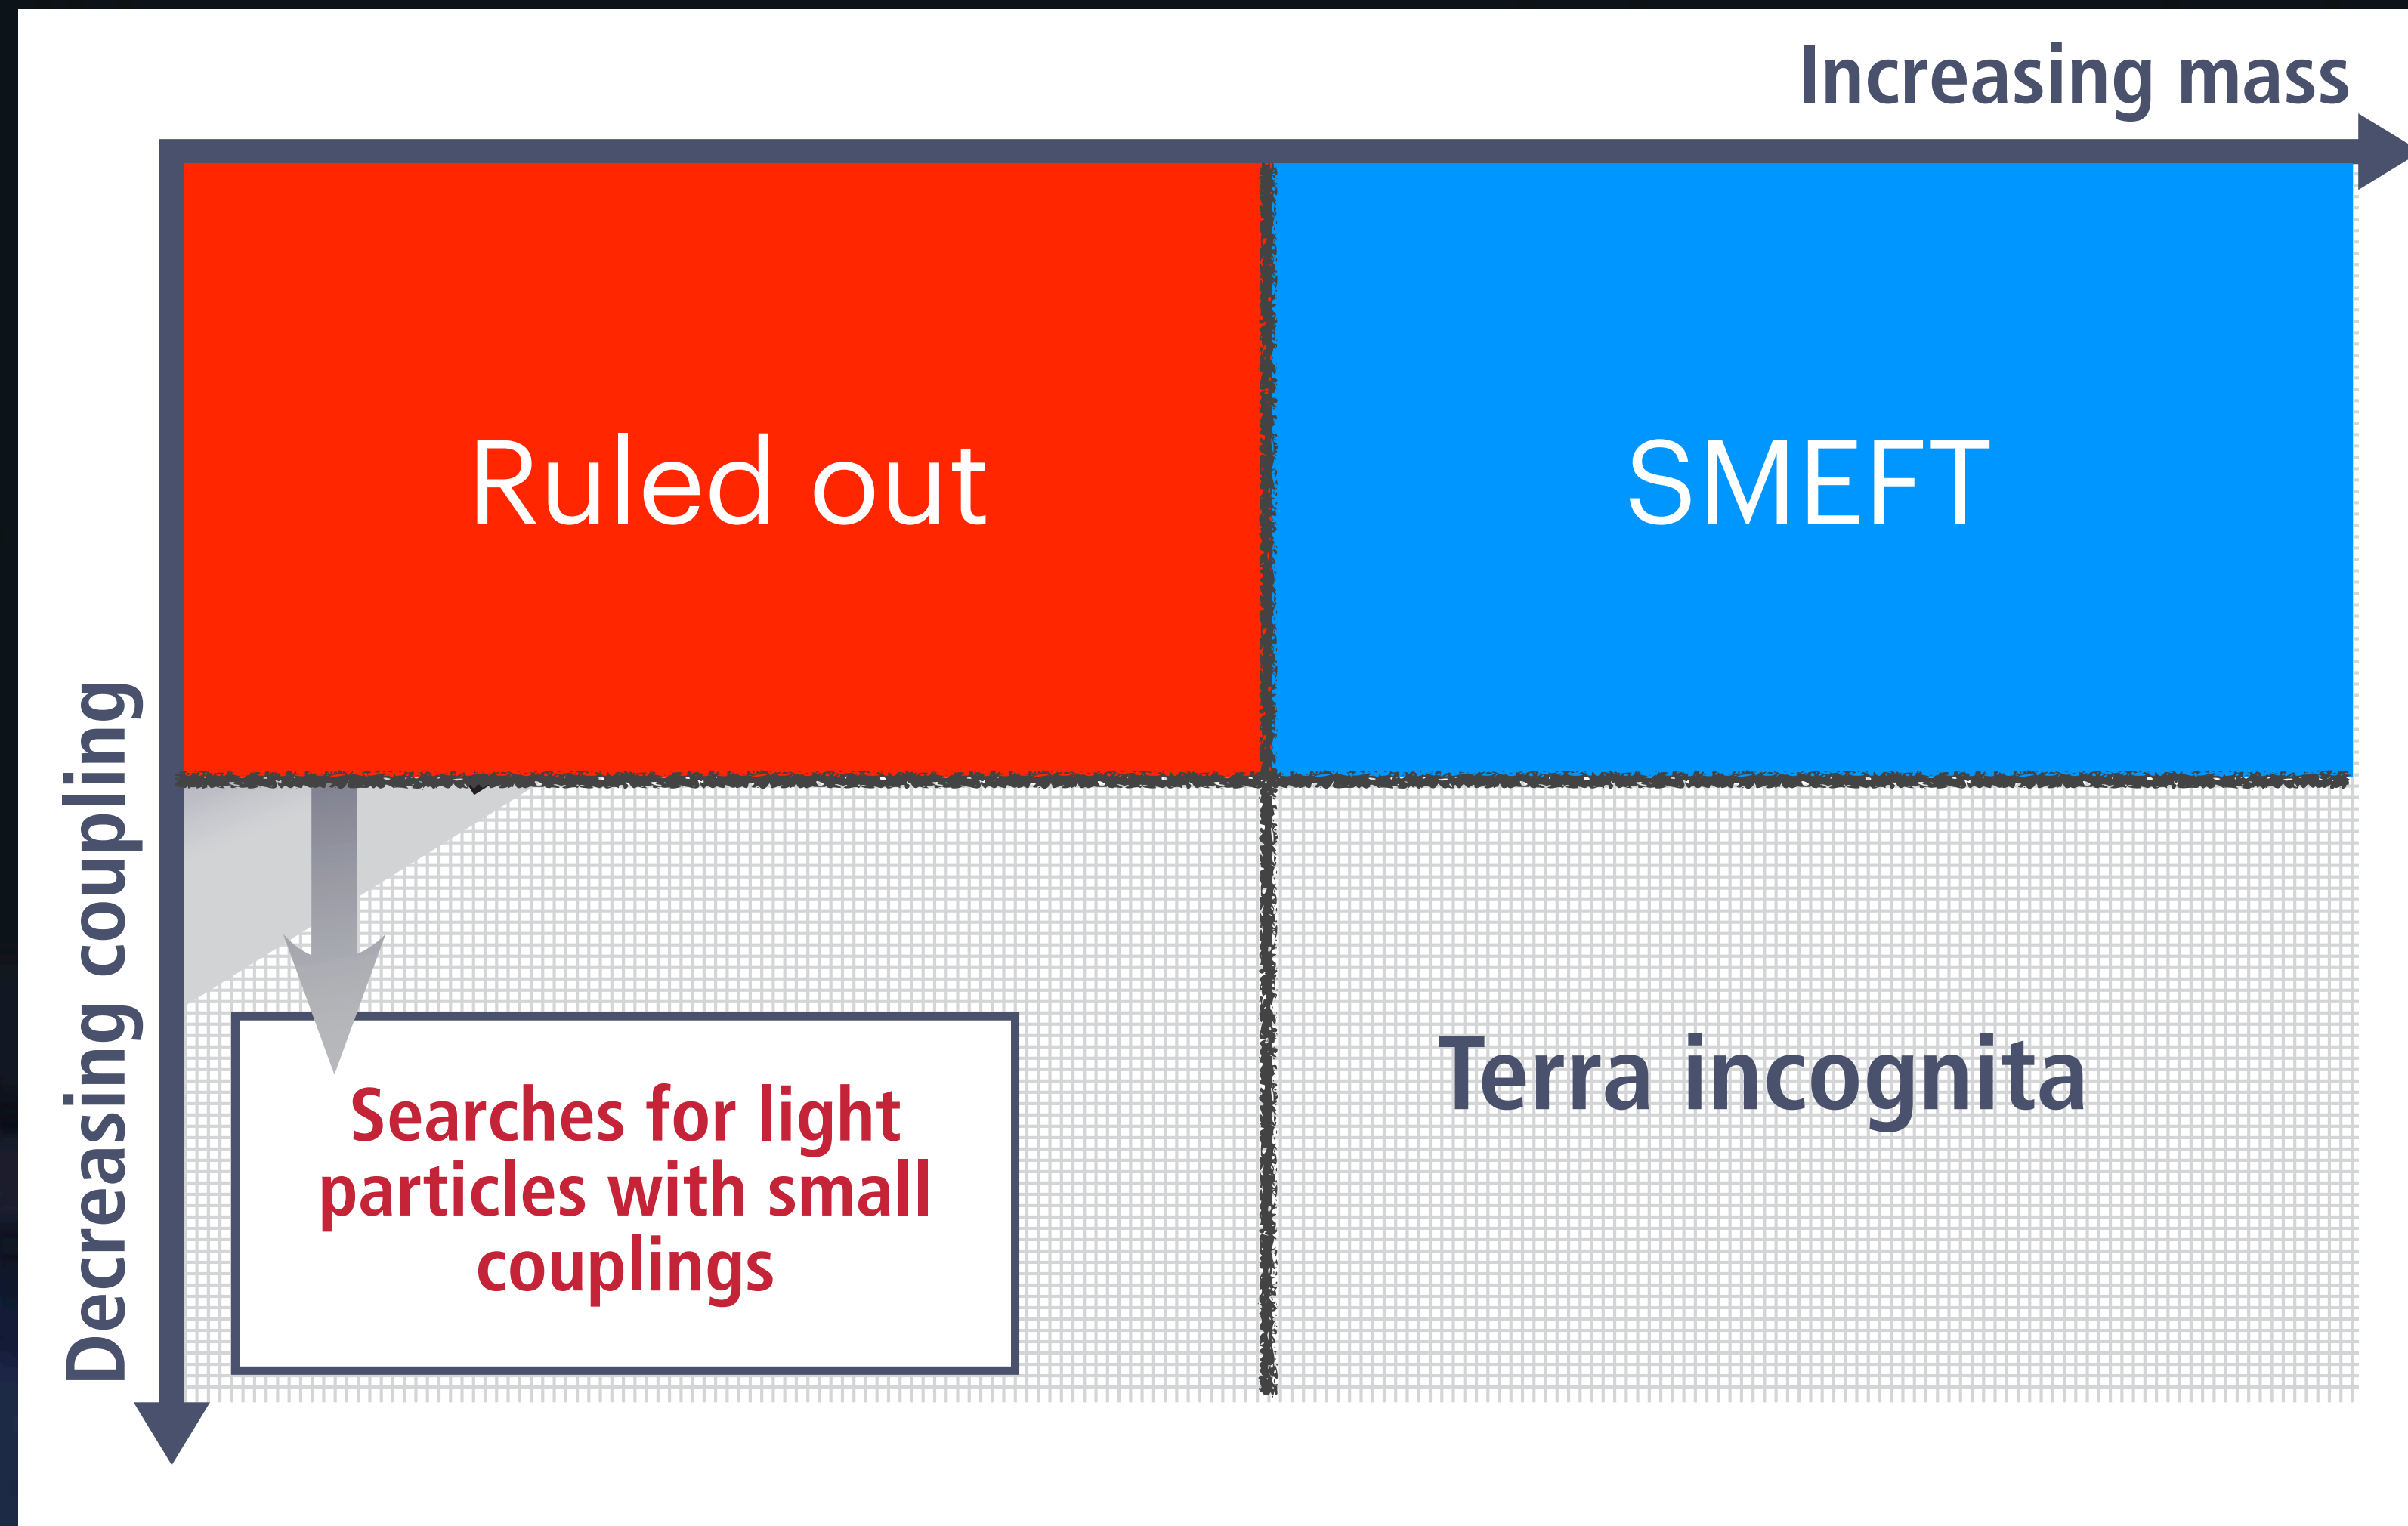 Increasing mass
Ruled out
SMEFT
Decreasing coupling
Terra incognita
Searches for light
particles with small
couplings